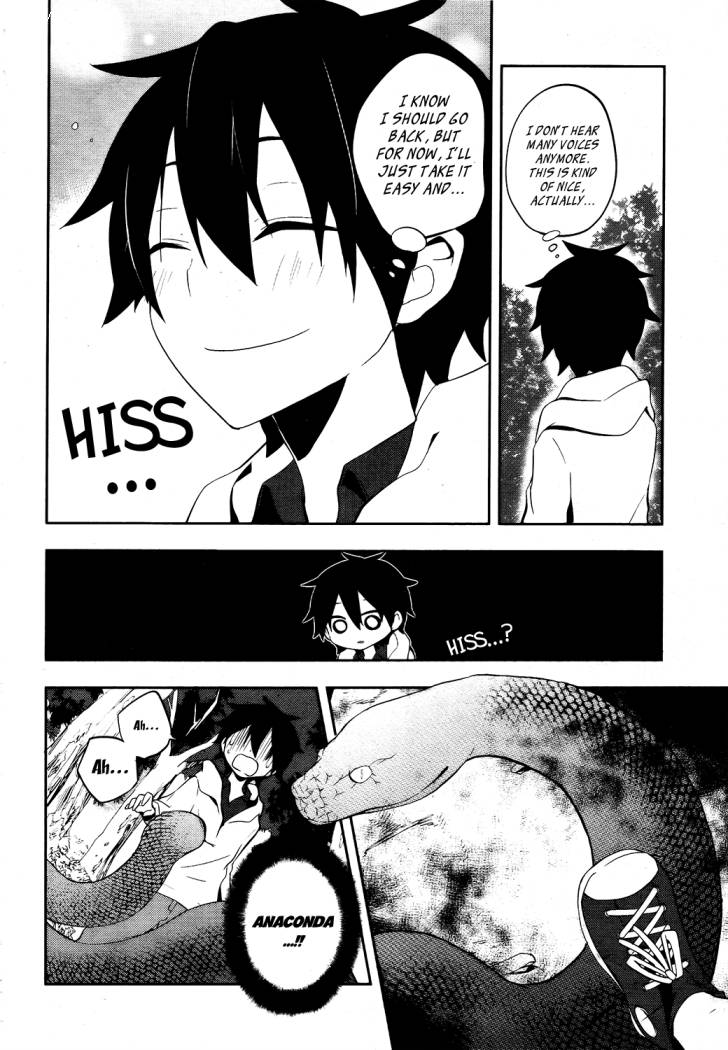 I DON'T HEAR
MANY VOICES
ANYMORE.
THIS IS KIND
OF NICE,
ACTUALLY...
I KNOW
I SHOULD GO
BACK, BUT
FOR NOW, I'LL
JUST TAKE IT
EASY AND...
HISS
...
HISS...?
Ah...
Ah...
ANACONDA
...!!